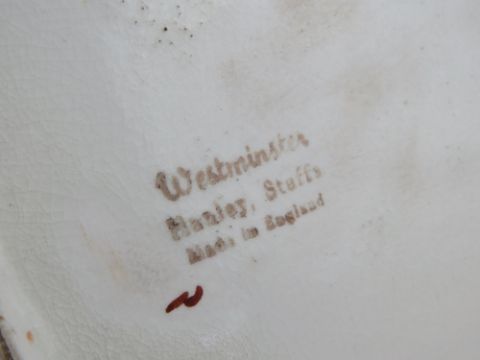 Westminster
Hanley, Staffs
Made in England